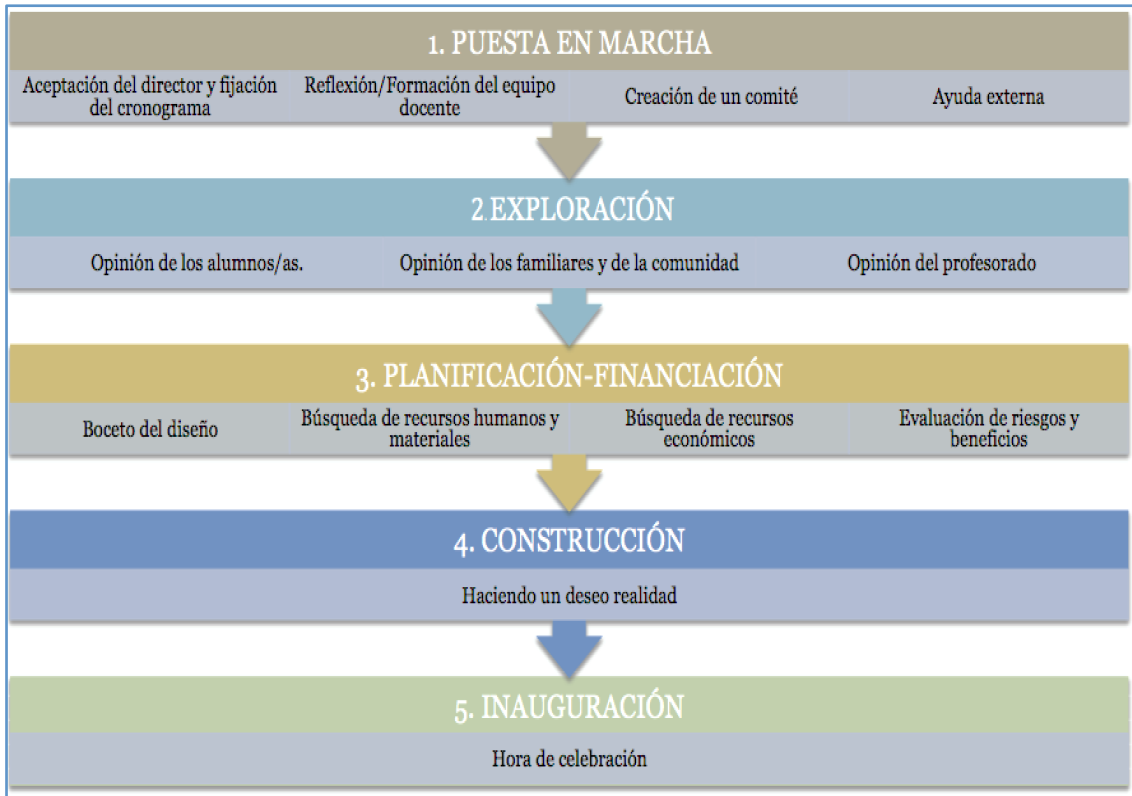 1. PUESTA EN MARCHA
Aceptación del director y fijación
del cronograma
Reflexión/Formación del equipo
docente
Creación de un comité
Ayuda externa
2.EXPLORACIÓN
Opinión de los alumnos/as.
Opinión de los familiares y de la comunidad
Opinión del profesorado
3. PLANIFICACIÓN-FINANCIACIÓN
Boceto del diseño
Búsqueda de recursos humanos y
materiales
Búsqueda de recursos
económicos
Evaluación de riesgos y
beneficios
4. CONSTRUCCIÓN
Haciendo un deseo realidad
5. INAUGURACIÓN
Hora de celebración